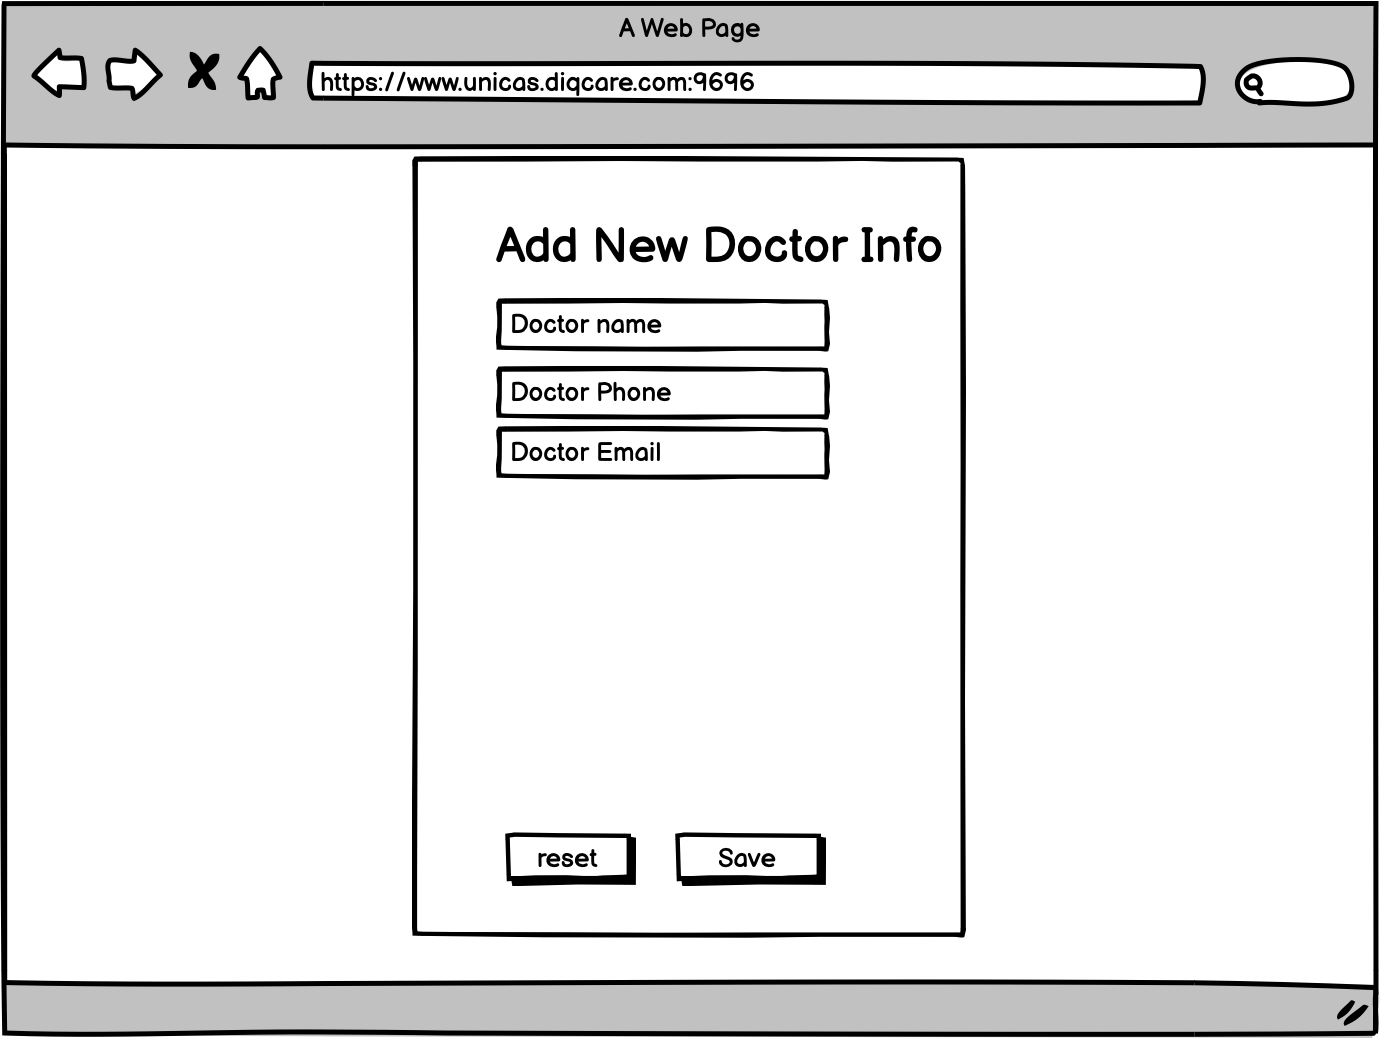 A Web Page
https://www.unicas.diqcare.com:9696
Add New Doctor Info
Doctor name
Doctor Phone
Doctor Email
reset Save